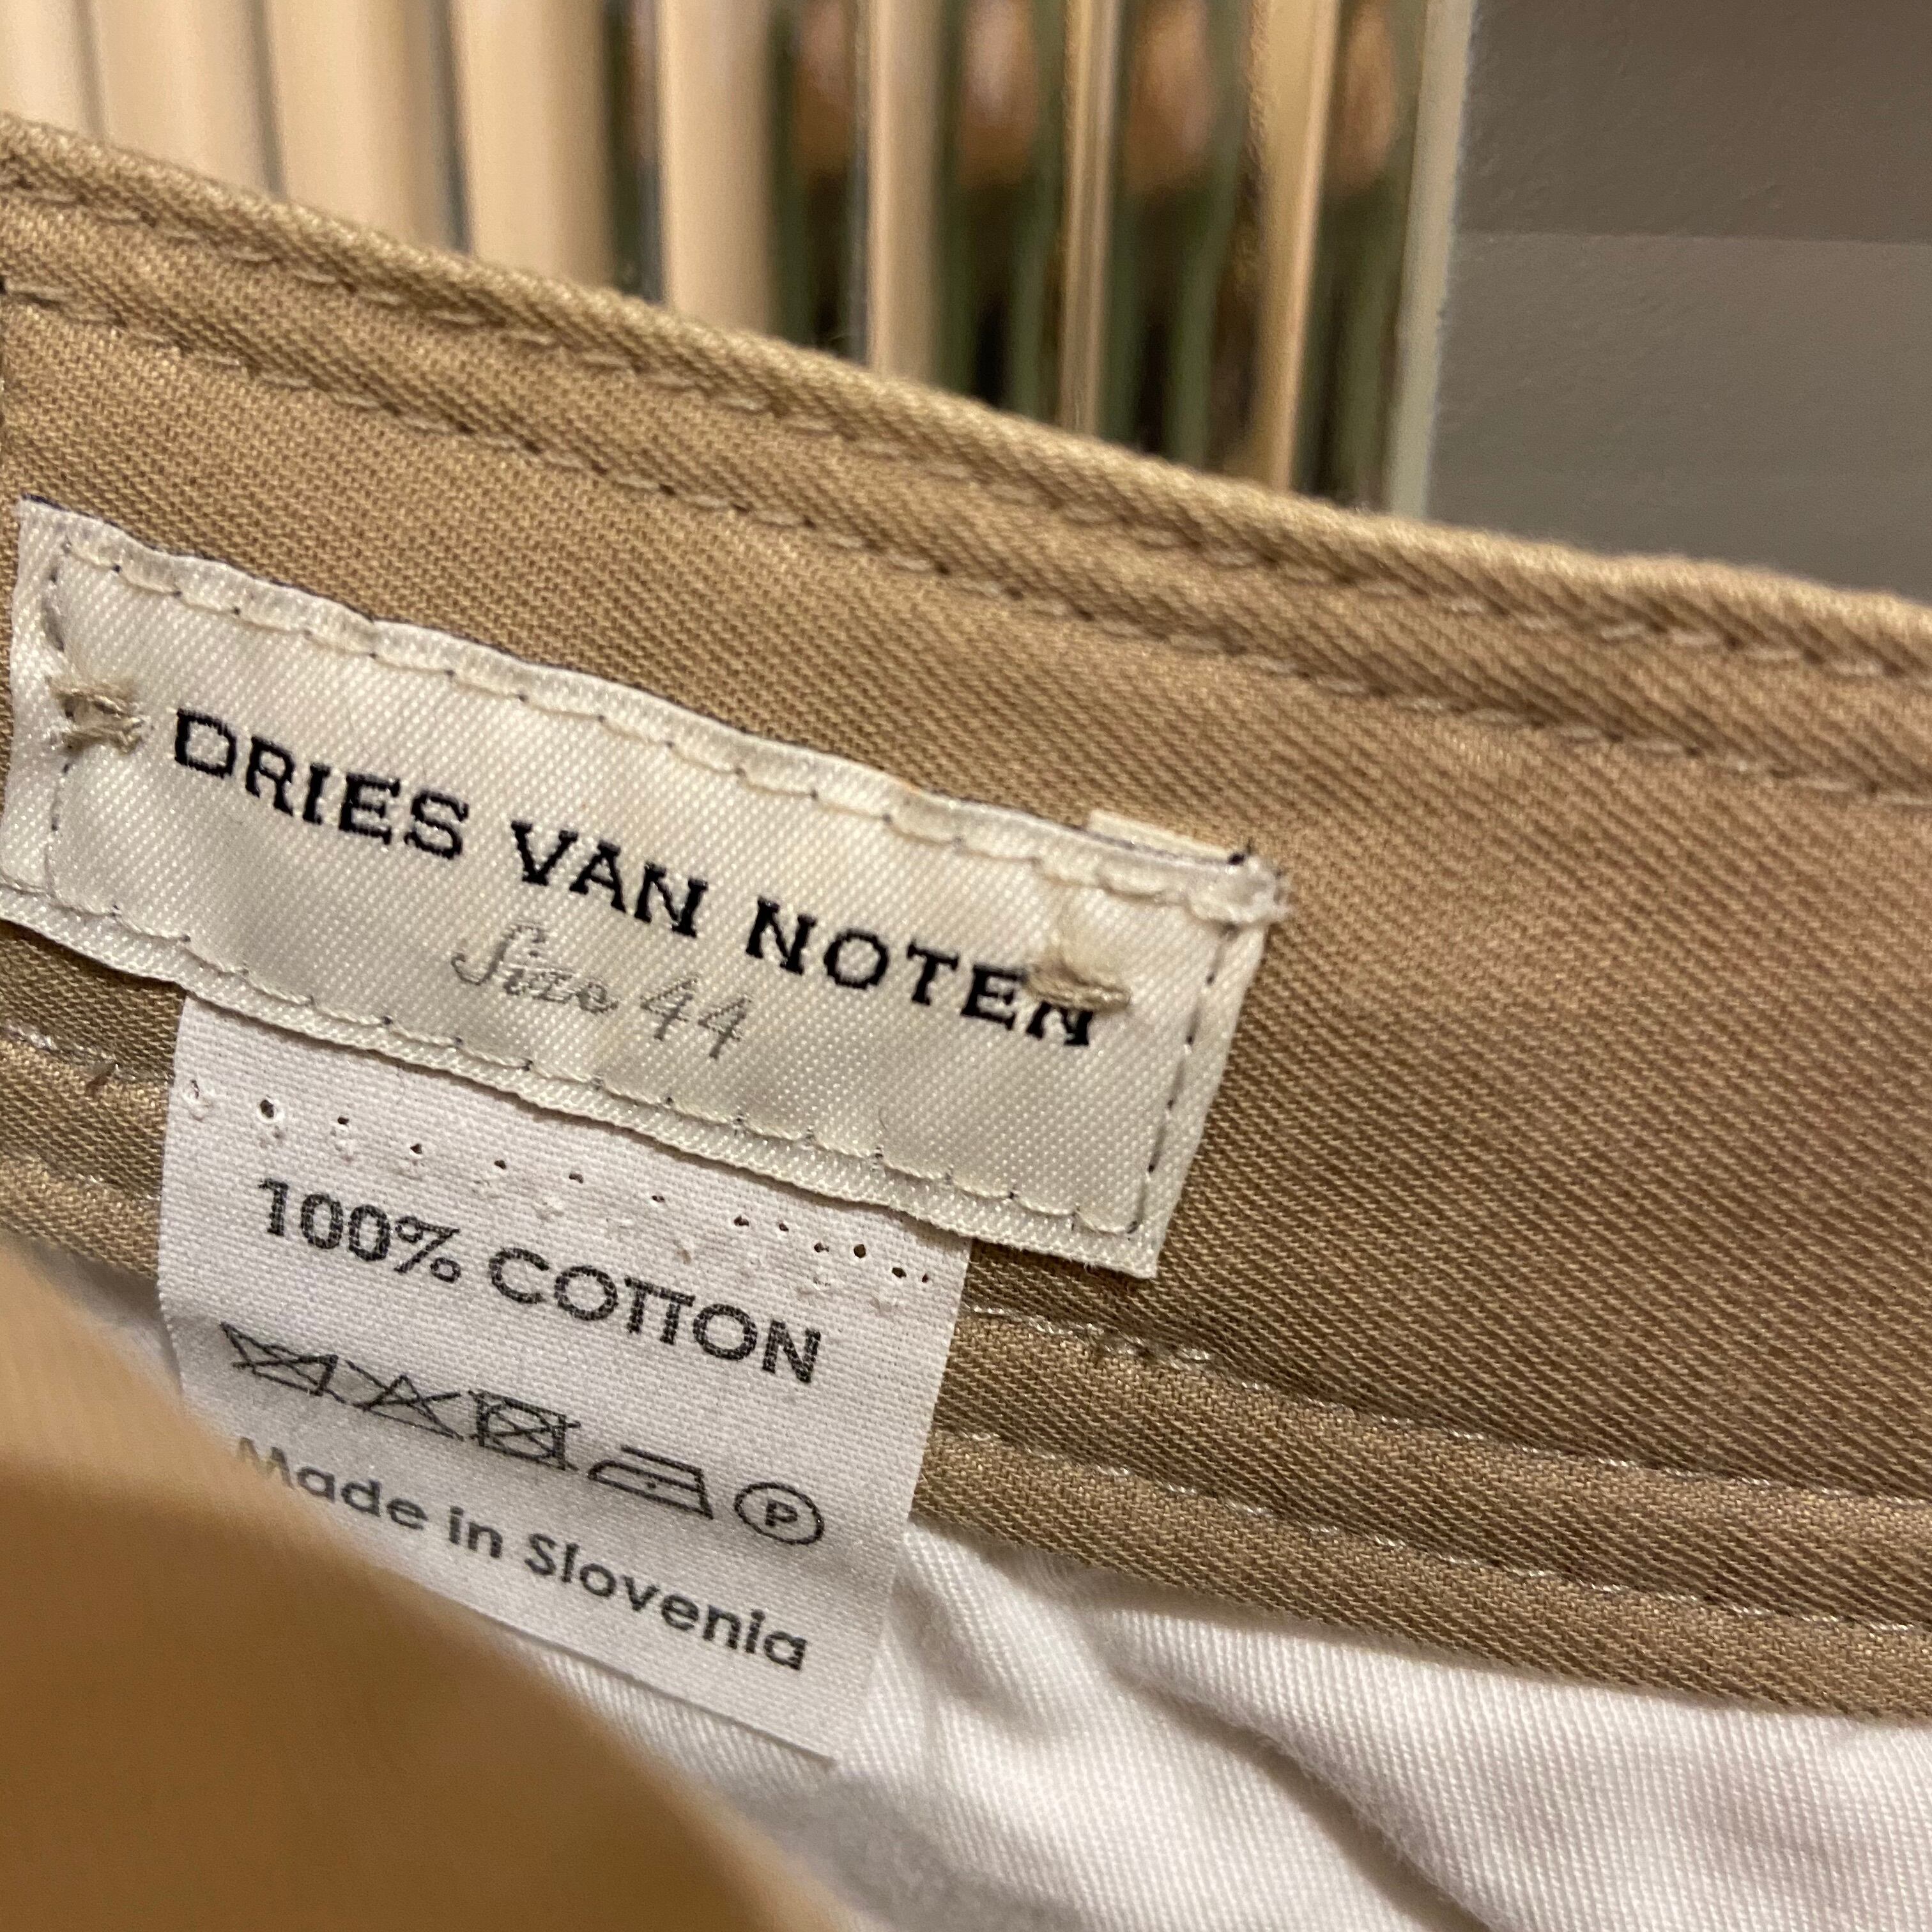 DRIES VAN NOTEN
Size 44
100% COTTON
P
Made in Slovenia